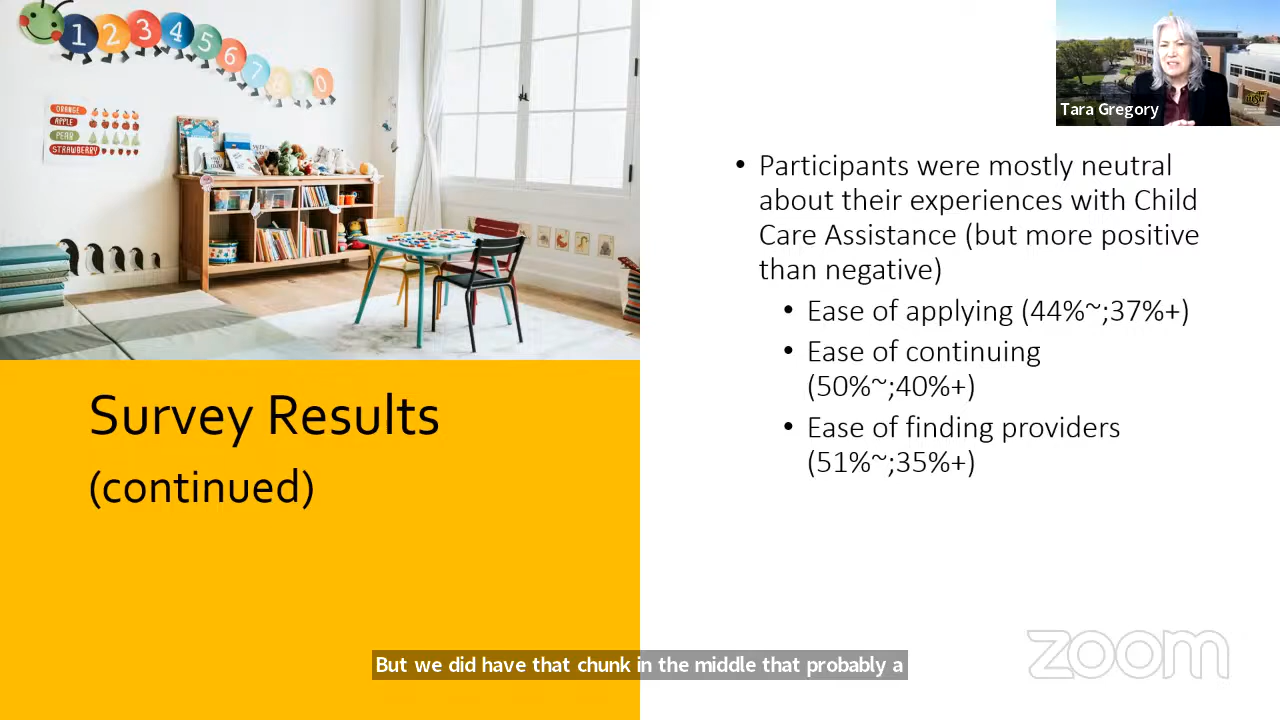 1 2 3 4 5 6 7 8 9 0
ORANGE
APPLE
PEAR
STRAWBERRY
Tara Gregory
• Participants were mostly neutral
about their experiences with Child
Care Assistance (but more positive
than negative)
• Ease of applying (44%~;37%+)
• Ease of continuing
(50%~;40%+)
• Ease of finding providers
(51%~;35%+)
Survey Results
(continued)
But we did have that chunk in the middle that probably a
zoom